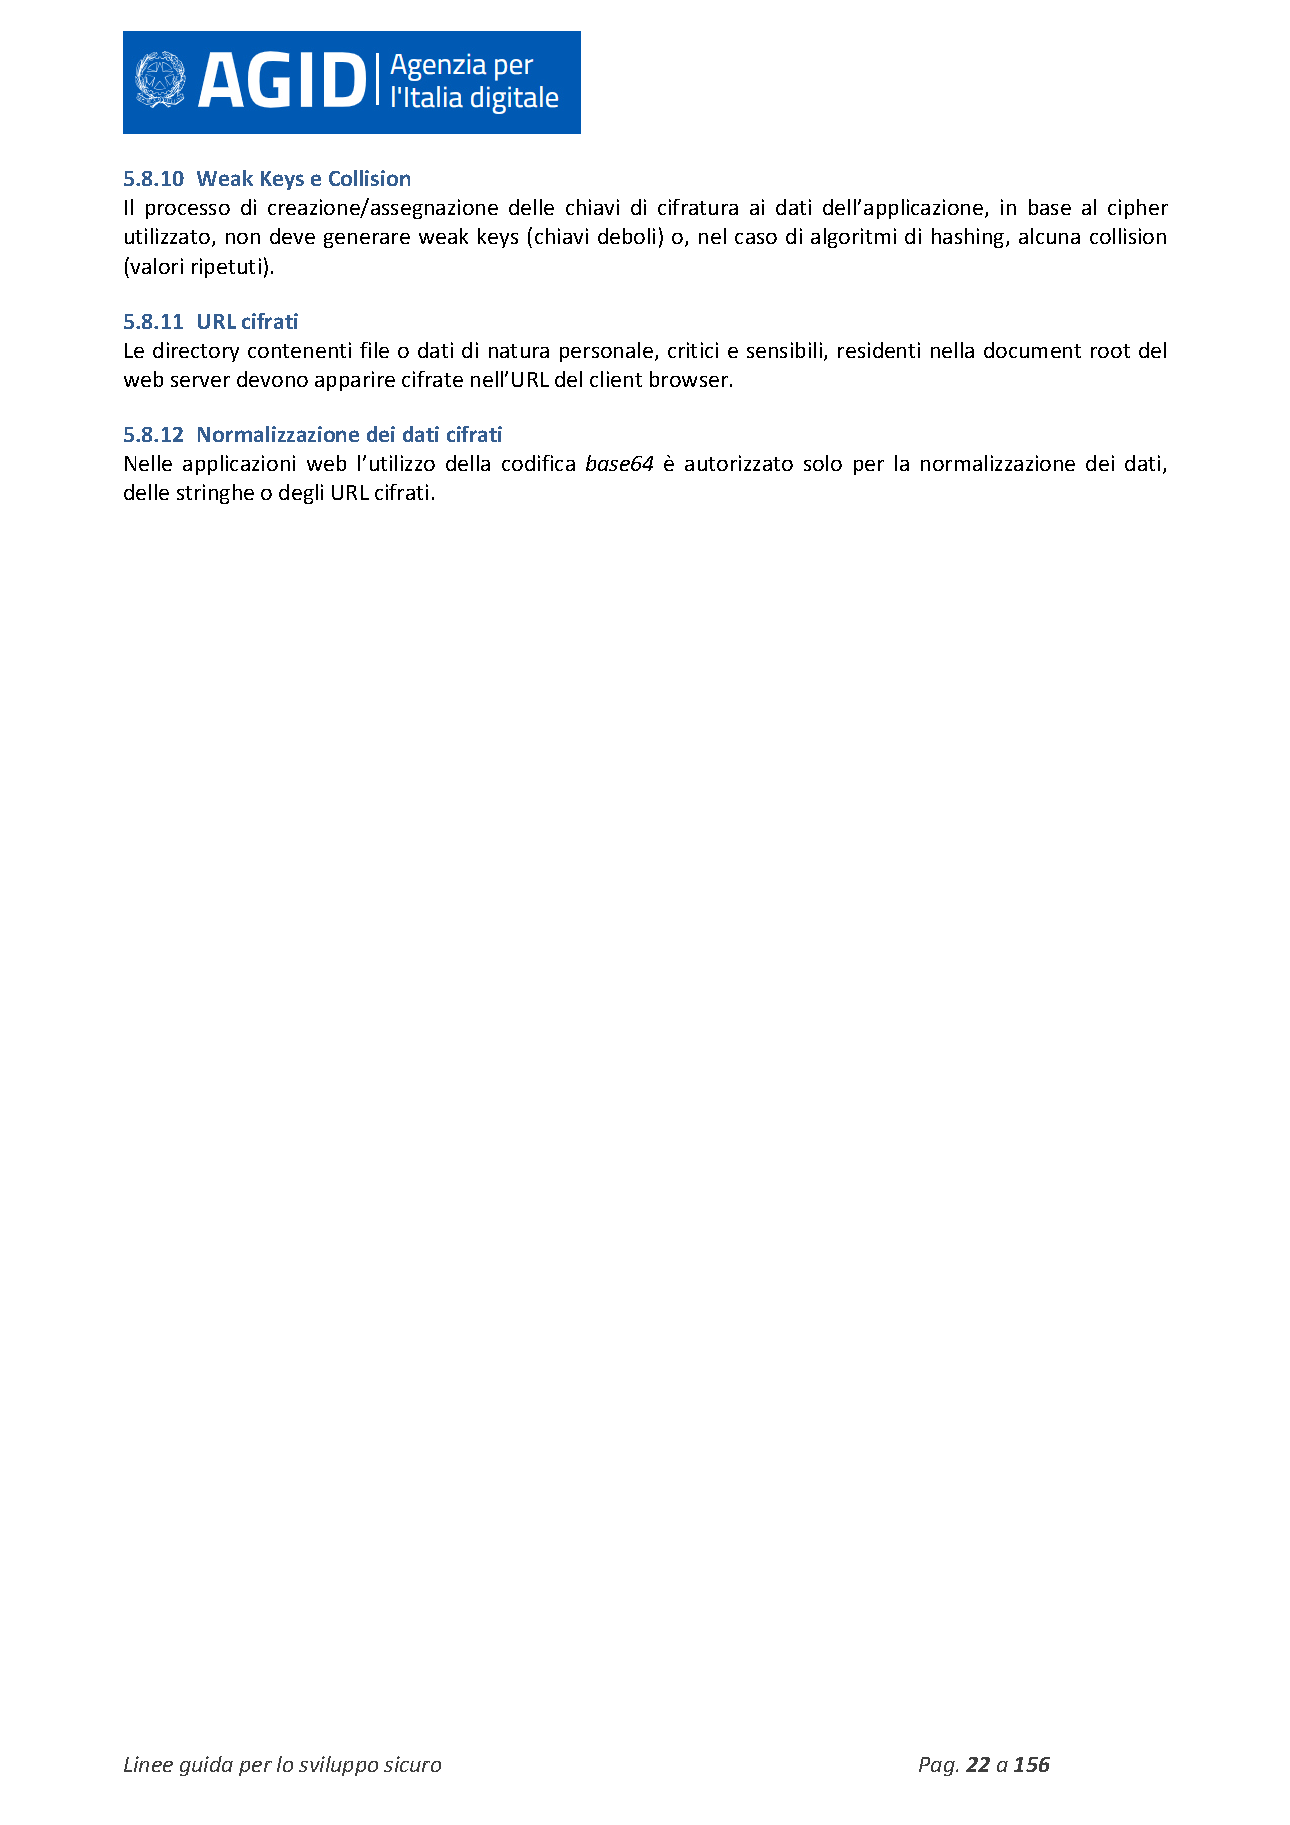 AGID Agenzia per
l'Italia digitale
5.8.10 Weak Keys e Collision
Il processo di creazione/assegnazione delle chiavi di cifratura ai dati dell’applicazione, in base al cipher
utilizzato, non deve generare weak keys (chiavi deboli) o, nel caso di algoritmi di hashing, alcuna collision
(valori ripetuti).
5.8.11 URL cifrati
Le directory contenenti file o dati di natura personale, critici e sensibili, residenti nella document root del
web server devono apparire cifrate nell’URL del client browser.
5.8.12 Normalizzazione dei dati cifrati
Nelle applicazioni web l’utilizzo della codifica base64 è autorizzato solo per la normalizzazione dei dati,
delle stringhe o degli URL cifrati.
Linee guida per lo sviluppo sicuro Pag. 22 a 156